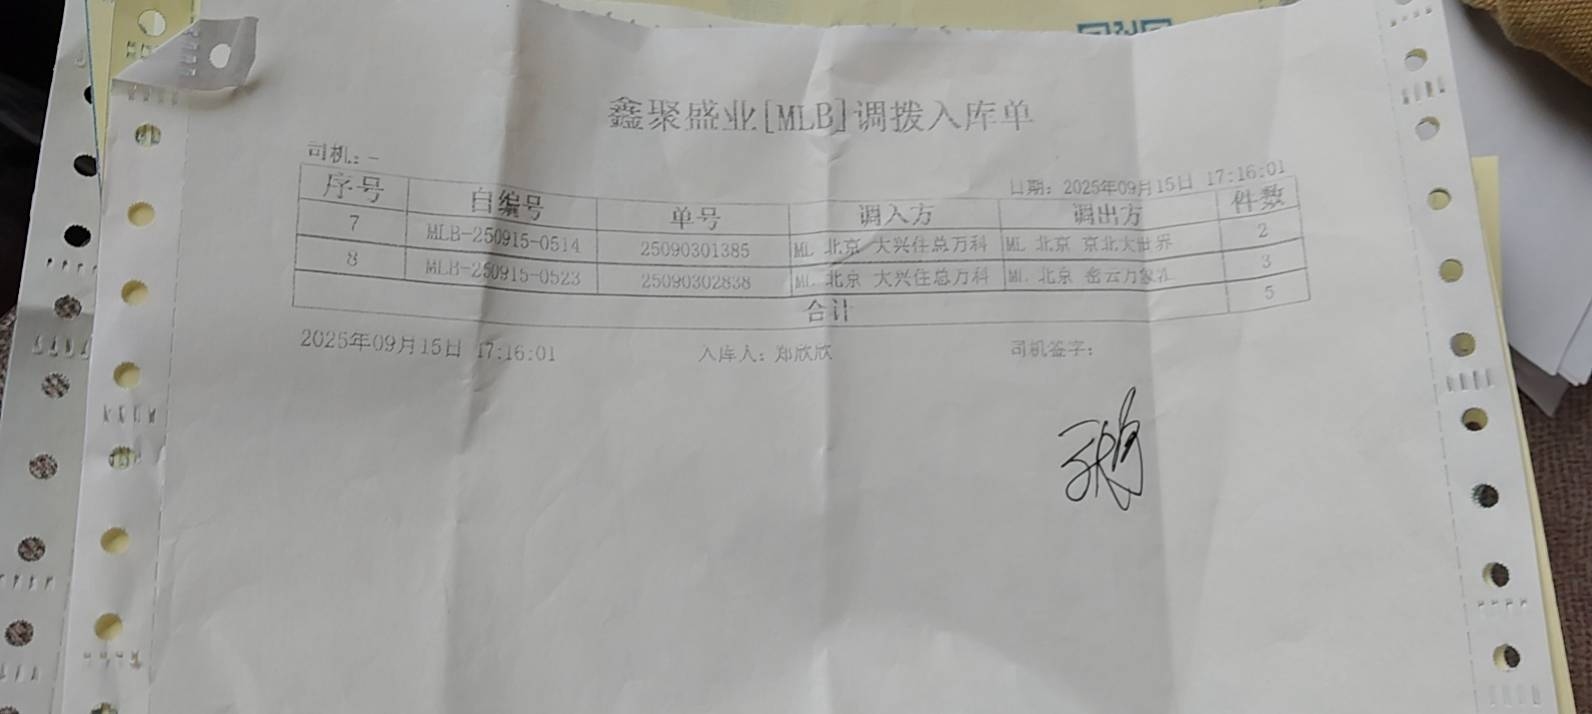 鑫聚盛业[MLB]调拨入库单
司机：-
日期：2025年09月15日 17:16:01
序号 自编号 单号 调入方 调出方 件数
7 MLB-250915-0514 25090301385 ML 北京 大兴住总万科 ML 北京 京北大世界 2
8 MLB-250915-0523 25090302838 ML 北京 大兴住总万科 ML 北京 密云万象汇 3
合计 5
2025年09月15日 17:16:01 入库人：郑欣欣 司机签字：